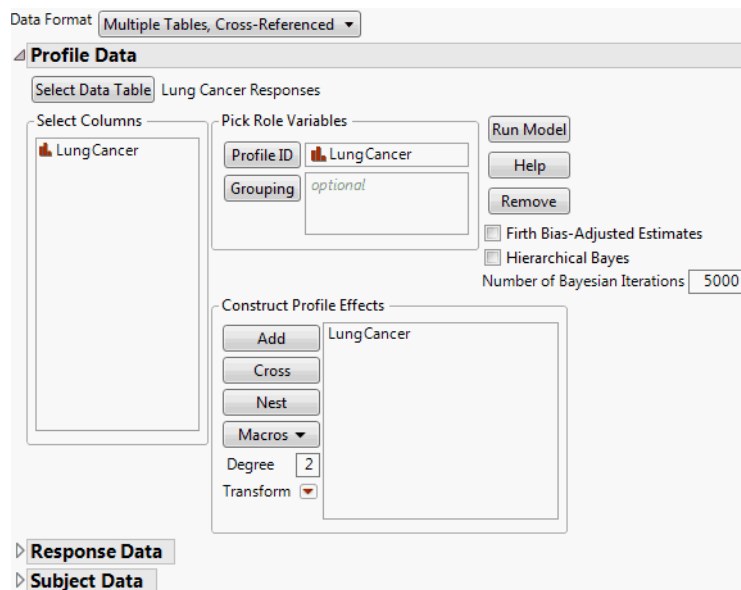 Data Format Multiple Tables, Cross-Referenced
Profile Data
Select Data Table Lung Cancer Responses
Select Columns
LungCancer
Pick Role Variables
Profile ID LungCancer
Grouping optional
Run Model
Help
Remove
Firth Bias-Adjusted Estimates
Hierarchical Bayes
Number of Bayesian Iterations 5000
Construct Profile Effects
Add
Cross
Nest
Macros
Degree 2
Transform
LungCancer
Response Data
Subject Data